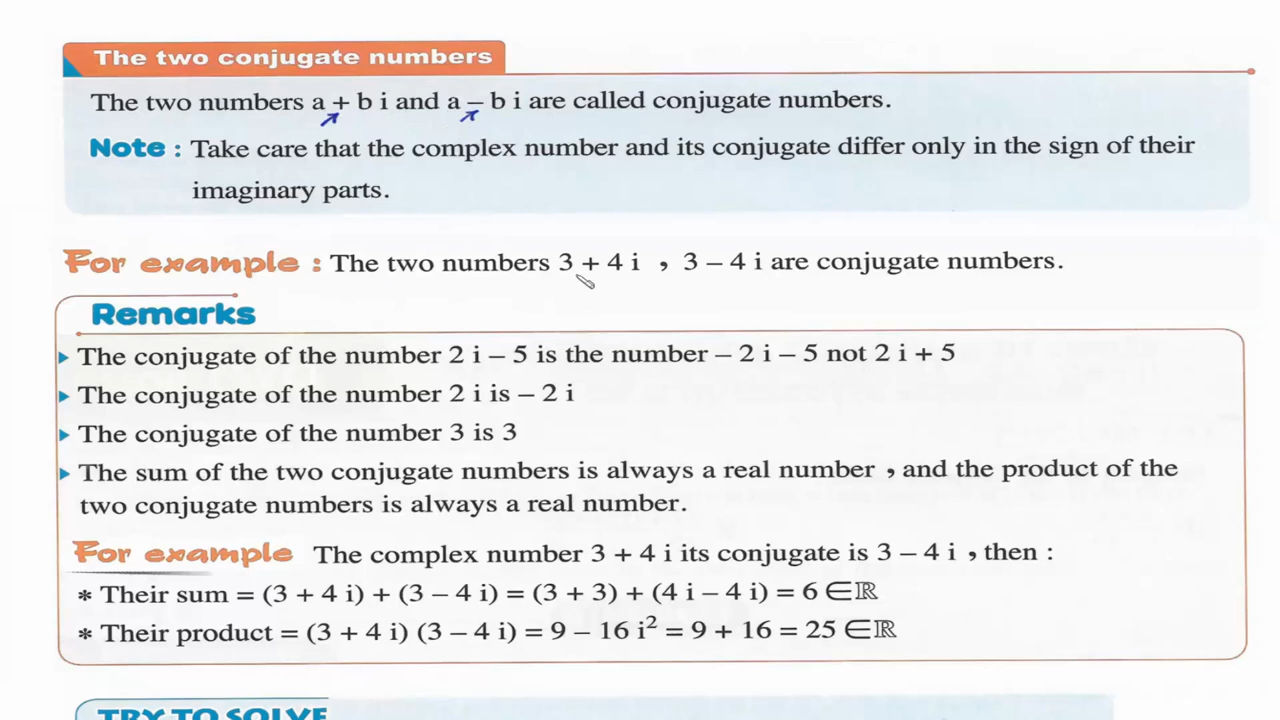 The two conjugate numbers
The two numbers a + b i and a – b i are called conjugate numbers.
Note : Take care that the complex number and its conjugate differ only in the sign of their
imaginary parts.
For example : The two numbers 3 + 4 i , 3 – 4 i are conjugate numbers.
Remarks
The conjugate of the number 2 i – 5 is the number – 2 i – 5 not 2 i + 5
The conjugate of the number 2 i is – 2 i
The conjugate of the number 3 is 3
The sum of the two conjugate numbers is always a real number , and the product of the
two conjugate numbers is always a real number.
For example The complex number 3 + 4 i its conjugate is 3 – 4 i , then :
* Their sum = (3 + 4 i) + (3 – 4 i) = (3 + 3) + (4 i – 4 i) = 6 ∈ ℝ
* Their product = (3 + 4 i) (3 – 4 i) = 9 – 16 i² = 9 + 16 = 25 ∈ ℝ
TRY TO SOLVE